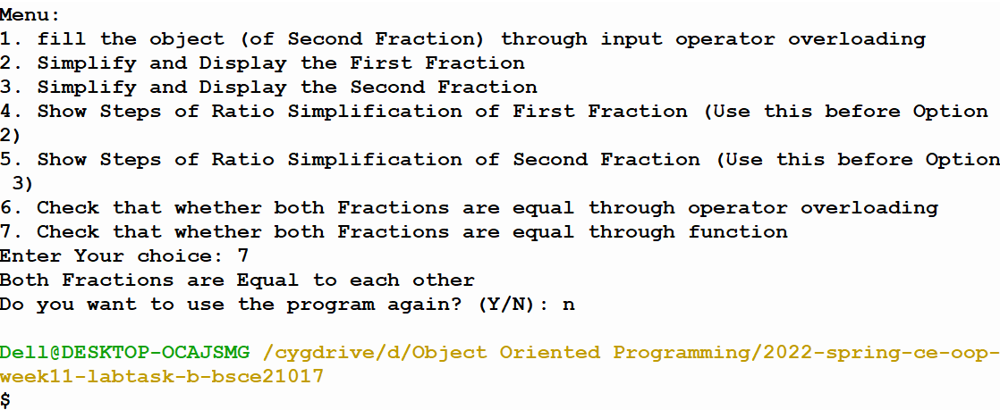 Menu:
1. fill the object (of Second Fraction) through input operator overloading
2. Simplify and Display the First Fraction
3. Simplify and Display the Second Fraction
4. Show Steps of Ratio Simplification of First Fraction (Use this before Option
2)
5. Show Steps of Ratio Simplification of Second Fraction (Use this before Option
 3)
6. Check that whether both Fractions are equal through operator overloading
7. Check that whether both Fractions are equal through function
Enter Your choice: 7
Both Fractions are Equal to each other
Do you want to use the program again? (Y/N): n
Dell@DESKTOP-OCAJSMG /cygdrive/d/Object Oriented Programming/2022-spring-ce-oop-
week11-labtask-b-bsce21017
$